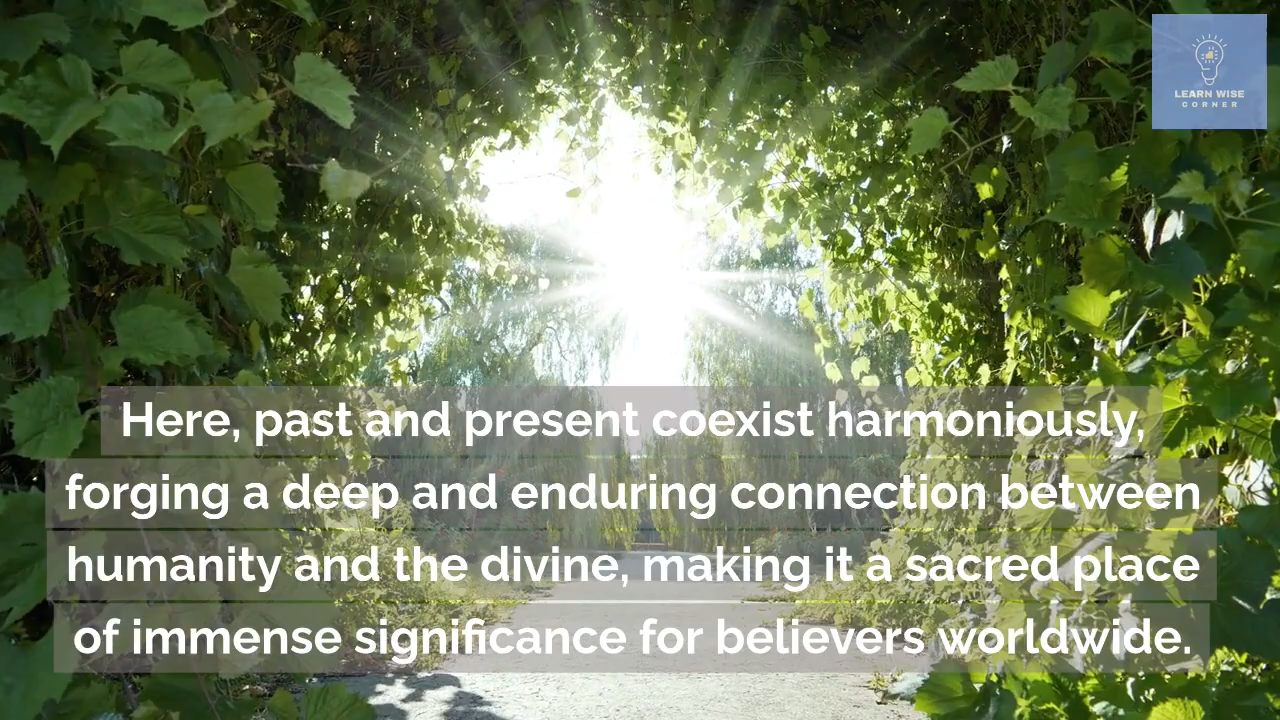 LEARN WISE
CORNER
Here, past and present coexist harmoniously,
forging a deep and enduring connection between
humanity and the divine, making it a sacred place
of immense significance for believers worldwide.